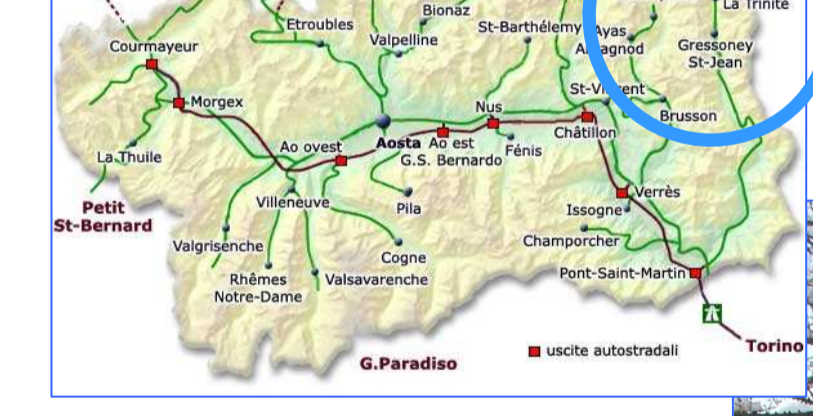 La Trinité
Bionaz
Etroubles
St-Barthélemy
Ayas
Valpelline
Courmayeur
Gressoney
St-Jean
St-Vincent
Morgex
Nus
Brusson
Châtillon
Aosta
Ao est
G.S. Bernardo
Ao ovest
Fénis
La Thuile
Verrès
Villeneuve
Pila
Issogne
Petit
St-Bernard
Champorcher
Valgrisenche
Cogne
Pont-Saint-Martin
Rhêmes
Notre-Dame
Valsavarenche
Torino
uscite autostradali
G.Paradiso